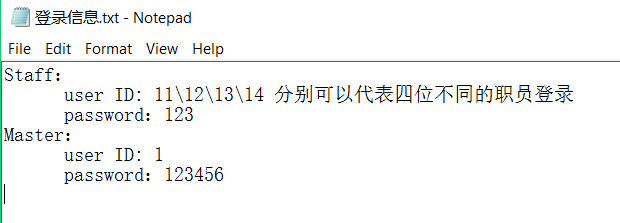 登录信息.txt - Notepad
File Edit Format View Help
Staff:
user ID: 11\12\13\14 分别可以代表四位不同的职员登录
password: 123
Master:
user ID: 1
password: 123456